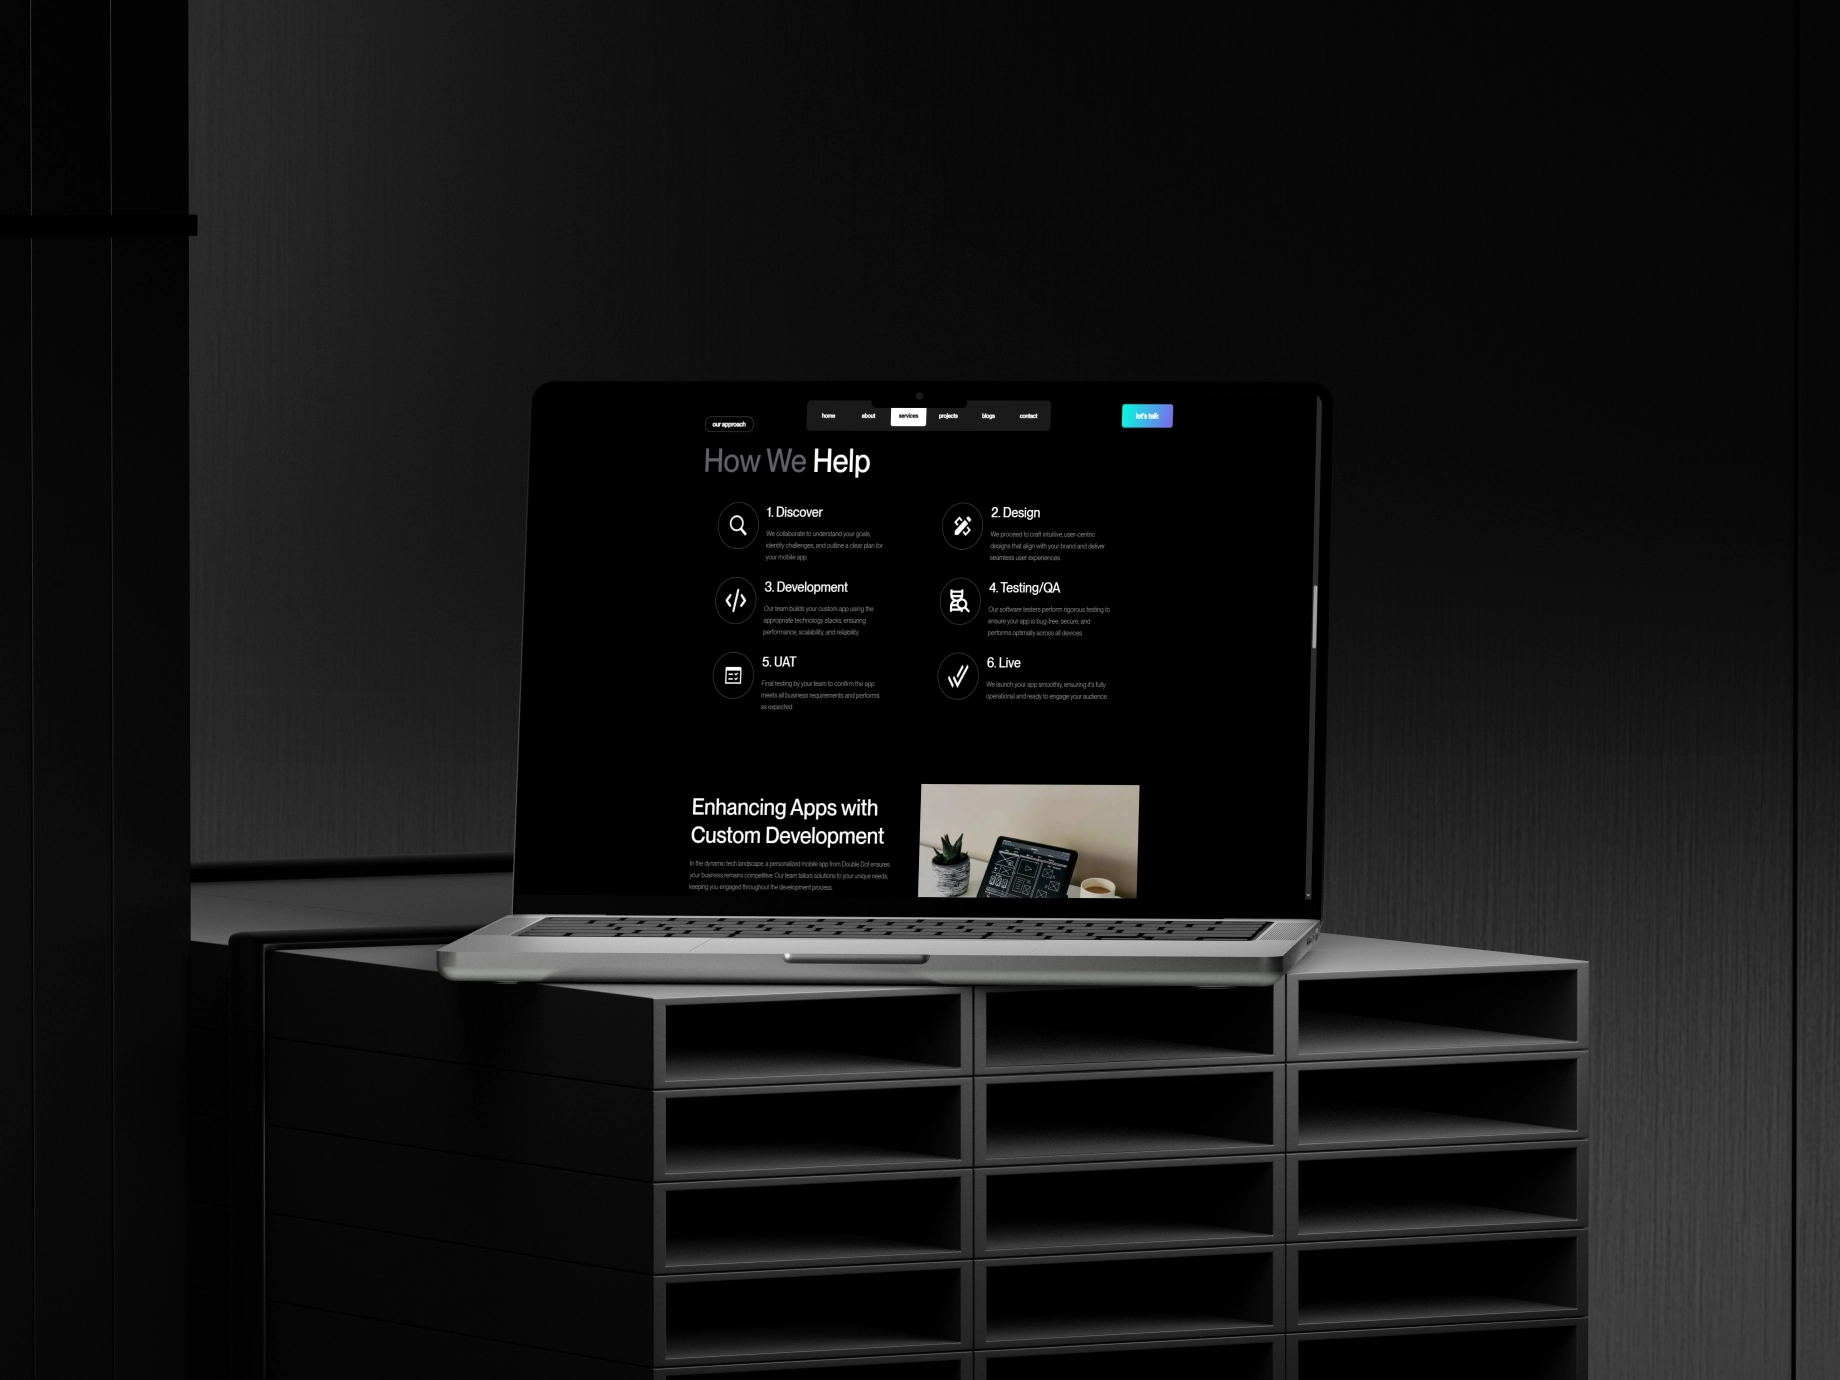 home about services projects blogs contact
let's talk
our approach
How We Help
1. Discover
We collaborate to understand your goals,
identify challenges, and outline a clear plan for
your mobile app.
2. Design
We proceed to craft intuitive, user-centric
designs that align with your brand and deliver
seamless user experiences.
3. Development
Our team builds your custom app using the
appropriate technology stacks, ensuring
performance, scalability, and reliability.
4. Testing/QA
Our software testers perform rigorous testing to
ensure your app is bug-free, secure, and
performs optimally across all devices.
5. UAT
Final testing by your team to confirm the app
meets all business requirements and performs
as expected.
6. Live
We launch your app smoothly, ensuring it's fully
operational and ready to engage your audience.
Enhancing Apps with
Custom Development
In the dynamic tech landscape, a personalized mobile app from Double Dot ensures
your business remains competitive. Our team tailors solutions to your unique needs,
keeping you engaged throughout the development process.